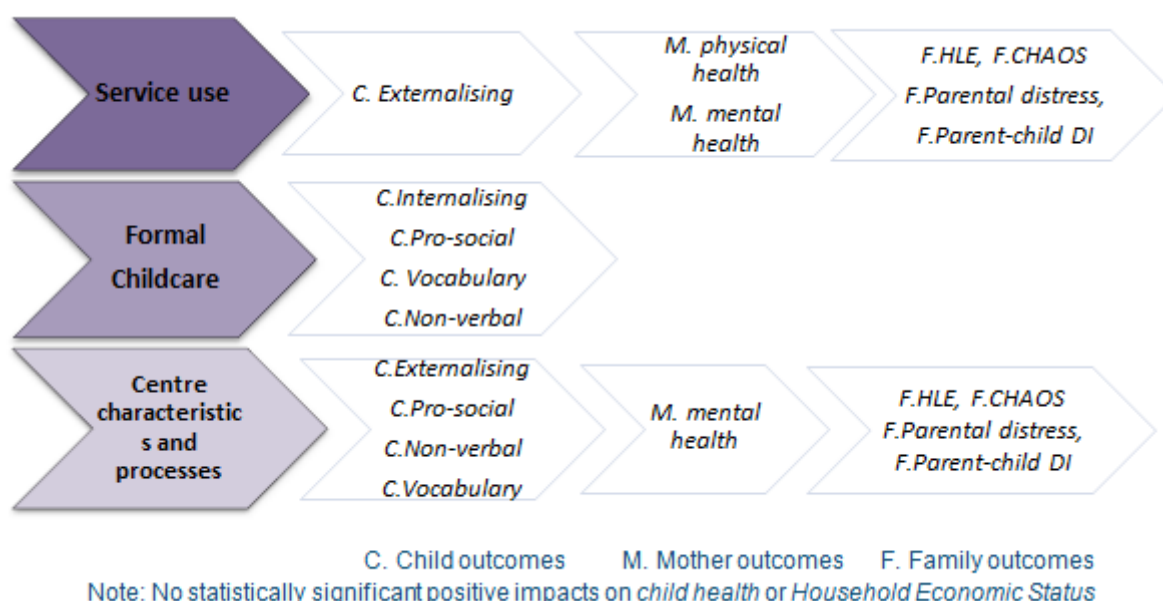 Service use
C. Externalising
M. physical
health
M. mental
health
F.HLE, F.CHAOS
F.Parental distress,
F.Parent-child DI
Formal
Childcare
C.Internalising
C.Pro-social
C. Vocabulary
C.Non-verbal
Centre
characteristic
s and
processes
C.Externalising
C.Pro-social
C.Non-verbal
C.Vocabulary
M. mental
health
F.HLE, F.CHAOS
F.Parental distress,
F.Parent-child DI
C. Child outcomes M. Mother outcomes F. Family outcomes
Note: No statistically significant positive impacts on child health or Household Economic Status